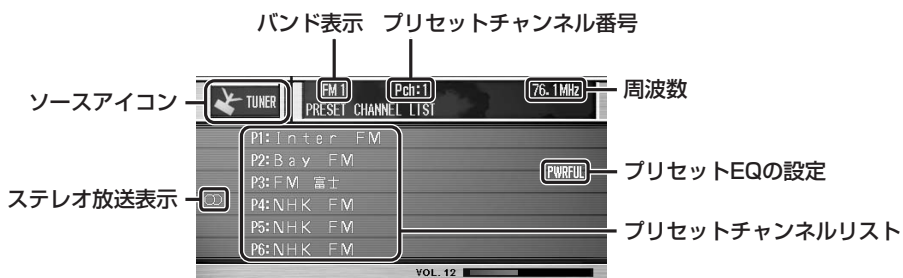 バンド表示 プリセットチャンネル番号
ソースアイコン
TUNER
FM 1 Pch:1 76.1MHz
周波数
PRESET CHANNEL LIST
P1:Inter FM
P2:Bay FM
PWRFUL
プリセットEQの設定
P3:FM 富士
ステレオ放送表示
P4:NHK FM
P5:NHK FM
プリセットチャンネルリスト
P6:NHK FM
VOL. 12